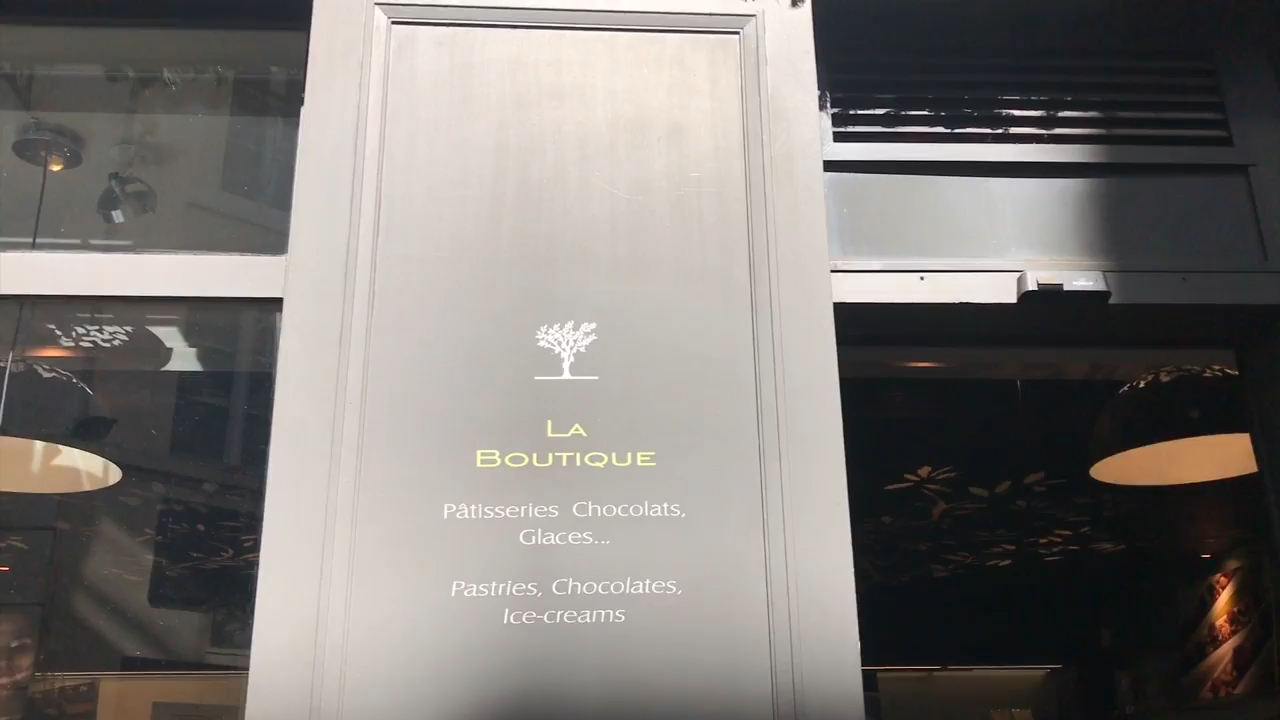 La
Boutique
Pâtisseries Chocolats,
Glaces...
Pastries, Chocolates,
Ice-creams